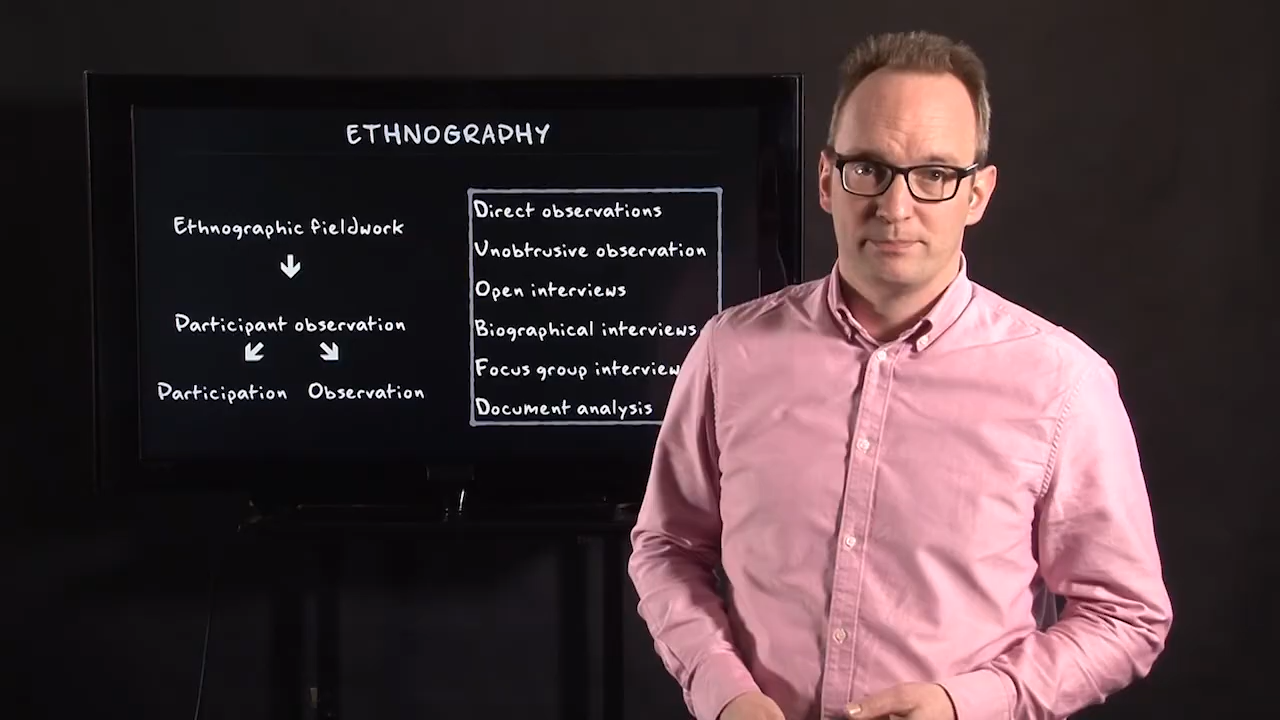 ETHNOGRAPHY
Ethnographic fieldwork
Participant observation
Participation Observation
Direct observations
Unobtrusive observation
Open interviews
Biographical interviews
Focus group interview
Document analysis